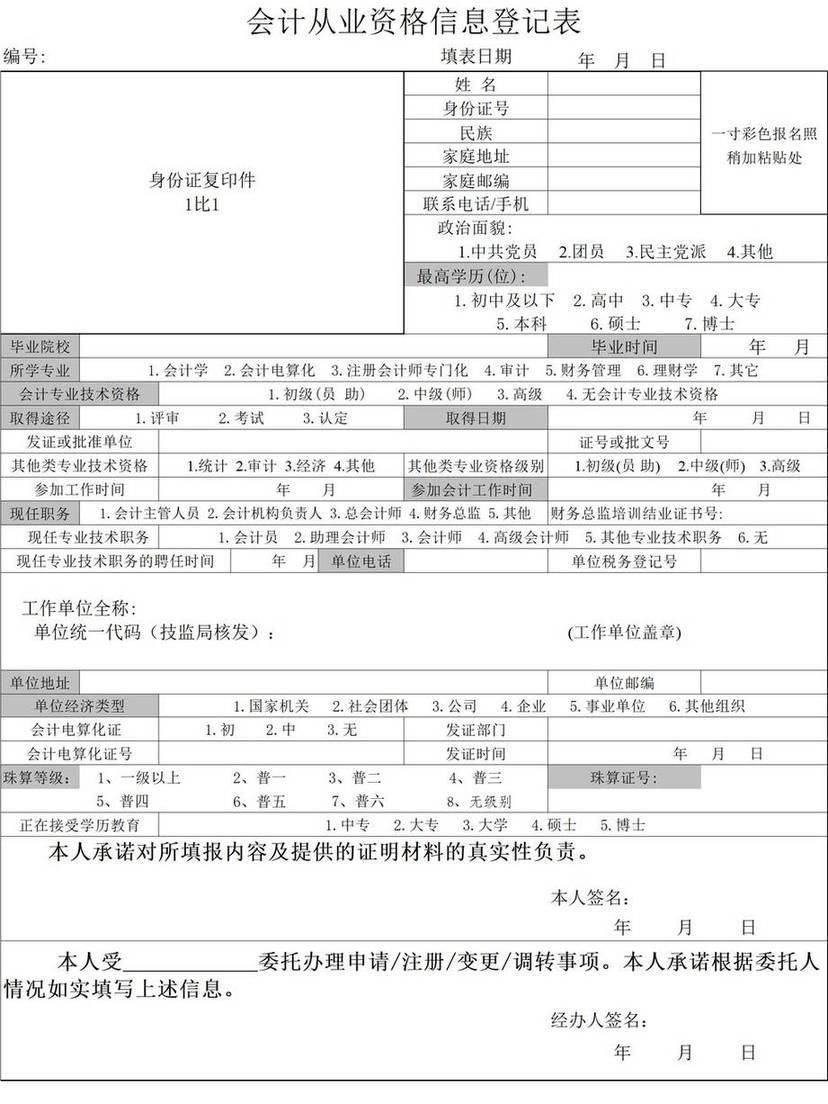 会计从业资格信息登记表
编号: 填表日期 年 月 日
姓 名
身份证号
民族
家庭地址
家庭邮编
联系电话/手机
一寸彩色报名照
稍加粘贴处
身份证复印件
1比1
政治面貌:
1.中共党员 2.团员 3.民主党派 4.其他
最高学历(位):
1.初中及以下 2.高中 3.中专 4.大专
5.本科 6.硕士 7.博士
毕业院校 毕业时间 年 月
所学专业 1.会计学 2.会计电算化 3.注册会计师专门化 4.审计 5.财务管理 6.理财学 7.其它
会计专业技术资格 1.初级(员 助) 2.中级(师) 3.高级 4.无会计专业技术资格
取得途径 1.评审 2.考试 3.认定 取得日期 年 月 日
发证或批准单位 证号或批文号
其他类专业技术资格 1.统计 2.审计 3.经济 4.其他 其他类专业资格级别 1.初级(员 助) 2.中级(师) 3.高级
参加工作时间 年 月 参加会计工作时间 年 月
现任职务 1.会计主管人员 2.会计机构负责人 3.总会计师 4.财务总监 5.其他 财务总监培训结业证书号:
现任专业技术职务 1.会计员 2.助理会计师 3.会计师 4.高级会计师 5.其他专业技术职务 6.无
现任专业技术职务的聘任时间 年 月 单位电话 单位税务登记号
工作单位全称:
单位统一代码（技监局核发）: (工作单位盖章)
单位地址 单位邮编
单位经济类型 1.国家机关 2.社会团体 3.公司 4.企业 5.事业单位 6.其他组织
会计电算化证 1.初 2.中 3.无 发证部门
会计电算化证号 发证时间 年 月 日
珠算等级: 1、一级以上 2、普一 3、普二 4、普三 珠算证号:
5、普四 6、普五 7、普六 8、无级别
正在接受学历教育 1.中专 2.大专 3.大学 4.硕士 5.博士
本人承诺对所填报内容及提供的证明材料的真实性负责。
本人签名:
年 月 日
本人受____________委托办理申请/注册/变更/调转事项。本人承诺根据委托人
情况如实填写上述信息。
经办人签名:
年 月 日